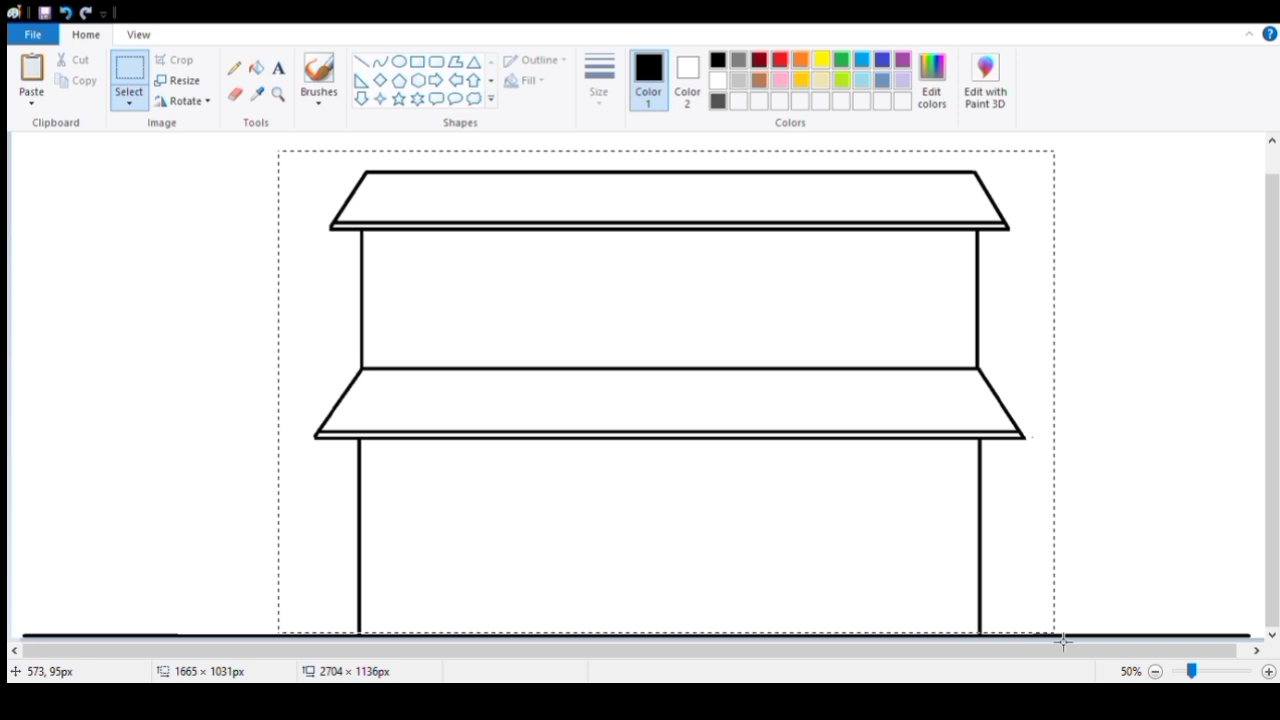 File Home View
Paste Cut Copy
Clipboard
Select Crop Resize Rotate
Image
A
Tools
Brushes
Outline Fill
Shapes
Size
Color 1 Color 2
Edit colors
Colors
Edit with Paint 3D
573, 95px 1665 × 1031px 2704 × 1136px 50%